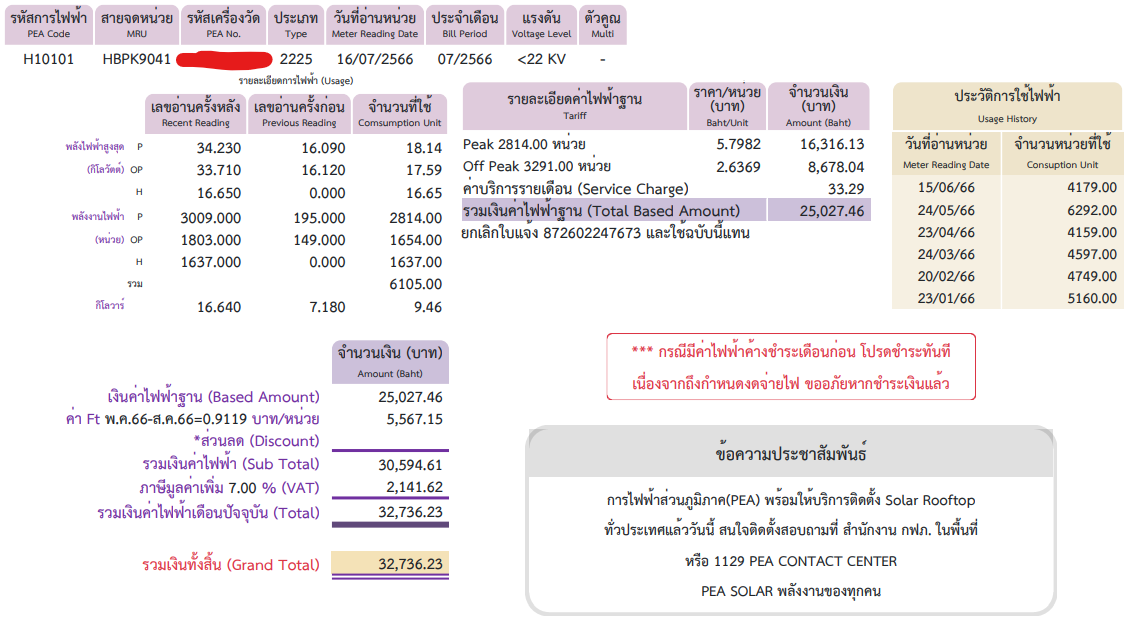 รหัสการไฟฟ้า สายจดหน่วย รหัสเครื่องวัด ประเภท วันที่อ่านหน่วย ประจำเดือน แรงดัน ตัวคูณ
PEA Code MRU PEA No. Type Meter Reading Date Bill Period Voltage Level Multi
H10101 HBPK9041 2225 16/07/2566 07/2566 <22 KV -
รายละเอียดการไฟฟ้า (Usage)
เลขอ่านครั้งหลัง เลขอ่านครั้งก่อน จำนวนที่ใช้
Recent Reading Previous Reading Comsumption Unit
พลังไฟฟ้าสูงสุด P 34.230 16.090 18.14
(กิโลวัตต์) OP 33.710 16.120 17.59
H 16.650 0.000 16.65
พลังงานไฟฟ้า P 3009.000 195.000 2814.00
(หน่วย) OP 1803.000 149.000 1654.00
H 1637.000 0.000 1637.00
รวม 6105.00
กิโลวาร์ 16.640 7.180 9.46
รายละเอียดค่าไฟฟ้าฐาน ราคา/หน่วย จำนวนเงิน
(บาท) (บาท)
Tariff Baht/Unit Amount (Baht)
Peak 2814.00 หน่วย 5.7982 16,316.13
Off Peak 3291.00 หน่วย 2.6369 8,678.04
ค่าบริการรายเดือน (Service Charge) 33.29
รวมเงินค่าไฟฟ้าฐาน (Total Based Amount) 25,027.46
ยกเลิกใบแจ้ง 872602247673 และใช้ฉบับนี้แทน
ประวัติการใช้ไฟฟ้า
Usage History
วันที่อ่านหน่วย จำนวนหน่วยที่ใช้
Meter Reading Date Consuption Unit
15/06/66 4179.00
24/05/66 6292.00
23/04/66 4159.00
24/03/66 4597.00
20/02/66 4749.00
23/01/66 5160.00
จำนวนเงิน (บาท)
Amount (Baht)
เงินค่าไฟฟ้าฐาน (Based Amount) 25,027.46
ค่า Ft พ.ค.66-ส.ค.66=0.9119 บาท/หน่วย 5,567.15
*ส่วนลด (Discount)
รวมเงินค่าไฟฟ้า (Sub Total) 30,594.61
ภาษีมูลค่าเพิ่ม 7.00 % (VAT) 2,141.62
รวมเงินค่าไฟฟ้าเดือนปัจจุบัน (Total) 32,736.23
รวมเงินทั้งสิ้น (Grand Total) 32,736.23
*** กรณีมีค่าไฟฟ้าค้างชำระเดือนก่อน โปรดชำระทันที
เนื่องจากถึงกำหนดงดจ่ายไฟ ขออภัยหากชำระเงินแล้ว
ข้อความประชาสัมพันธ์
การไฟฟ้าส่วนภูมิภาค(PEA) พร้อมให้บริการติดตั้ง Solar Rooftop
ทั่วประเทศแล้ววันนี้ สนใจติดตั้งสอบถามที่ สำนักงาน กฟภ. ในพื้นที่
หรือ 1129 PEA CONTACT CENTER
PEA SOLAR พลังงานของทุกคน